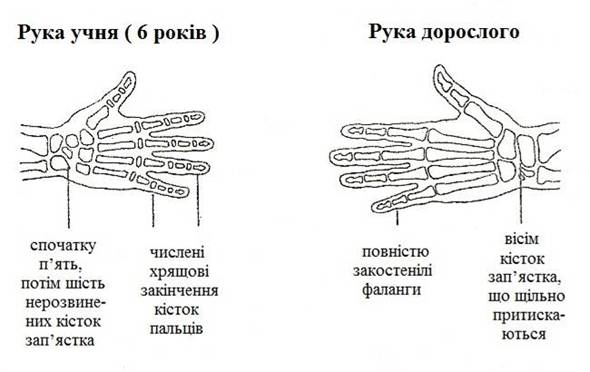 Рука учня ( 6 років )
Рука дорослого
спочатку
п’ять,
потім шість
нерозвине-
них кісток
зап’ястка
числені
хрящові
закінчення
кісток
пальців
повністю
закостенілі
фаланги
вісім
кісток
зап’ястка,
що щільно
притиска-
ються